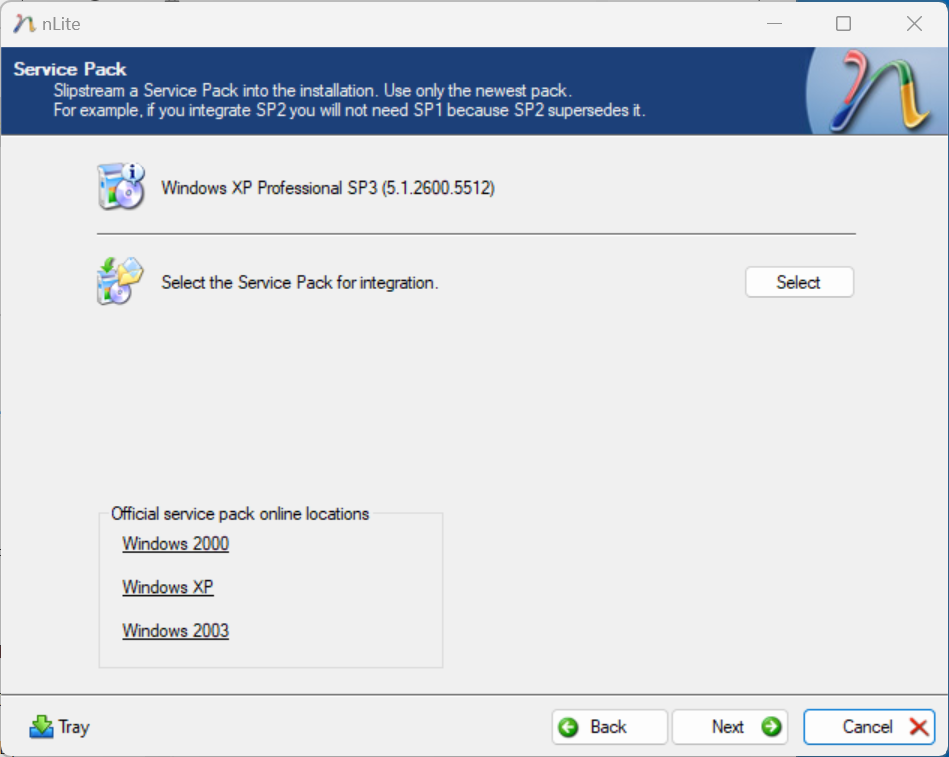 nLite
Service Pack
Slipstream a Service Pack into the installation. Use only the newest pack.
For example, if you integrate SP2 you will not need SP1 because SP2 supersedes it.
Windows XP Professional SP3 (5.1.2600.5512)
Select the Service Pack for integration.
Select
Official service pack online locations
Windows 2000
Windows XP
Windows 2003
Tray
Back
Next
Cancel